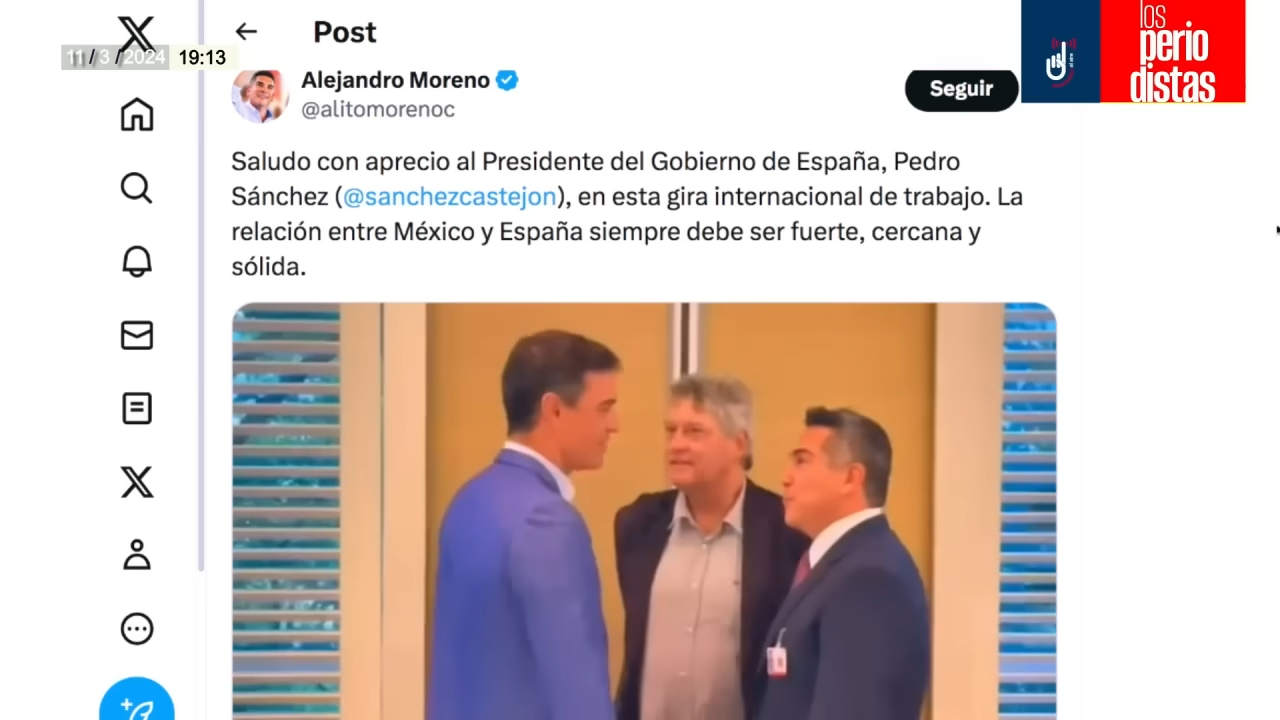 Post
11 / 3 / 2024 19:13
Alejandro Moreno
@alitomorenoc
Seguir
los
perio
distas
Saludo con aprecio al Presidente del Gobierno de España, Pedro
Sánchez (@sanchezcastejon), en esta gira internacional de trabajo. La
relación entre México y España siempre debe ser fuerte, cercana y
sólida.